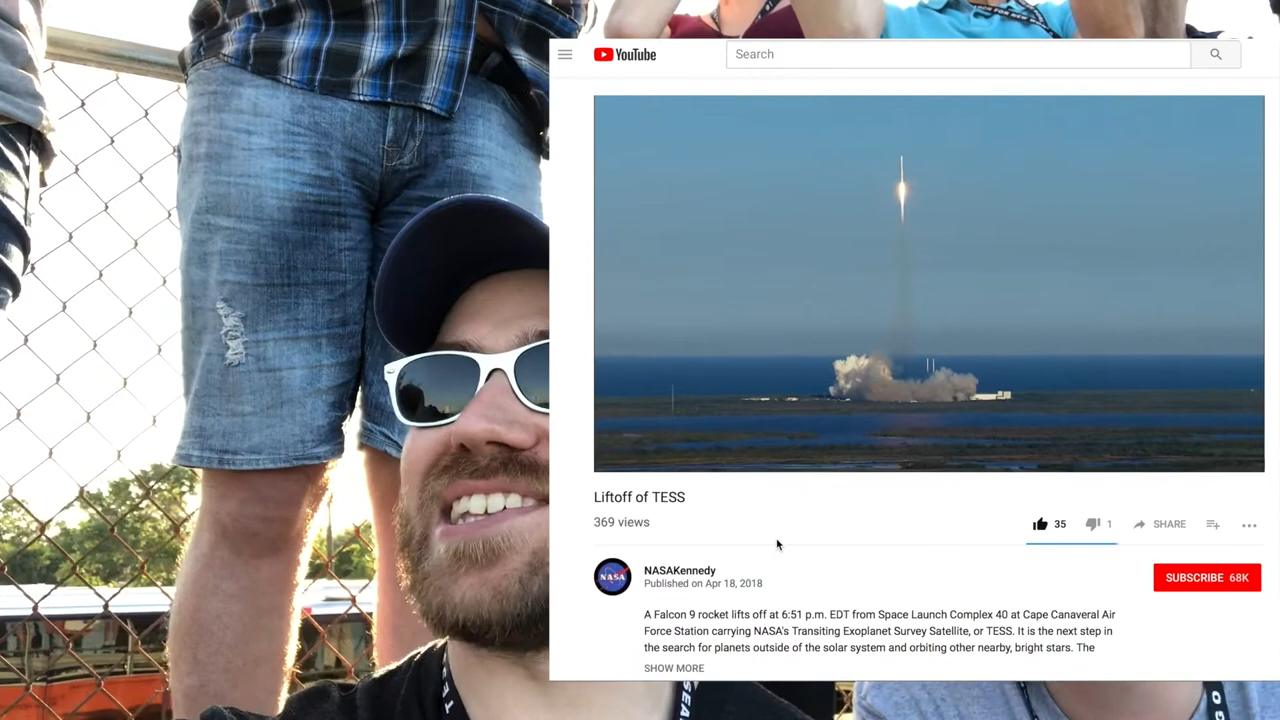 YouTube
Search
Liftoff of TESS
369 views
35
1
SHARE
NASA
NASAKennedy
Published on Apr 18, 2018
SUBSCRIBE 68K
A Falcon 9 rocket lifts off at 6:51 p.m. EDT from Space Launch Complex 40 at Cape Canaveral Air
Force Station carrying NASA's Transiting Exoplanet Survey Satellite, or TESS. It is the next step in
the search for planets outside of the solar system and orbiting other nearby, bright stars. The
SHOW MORE